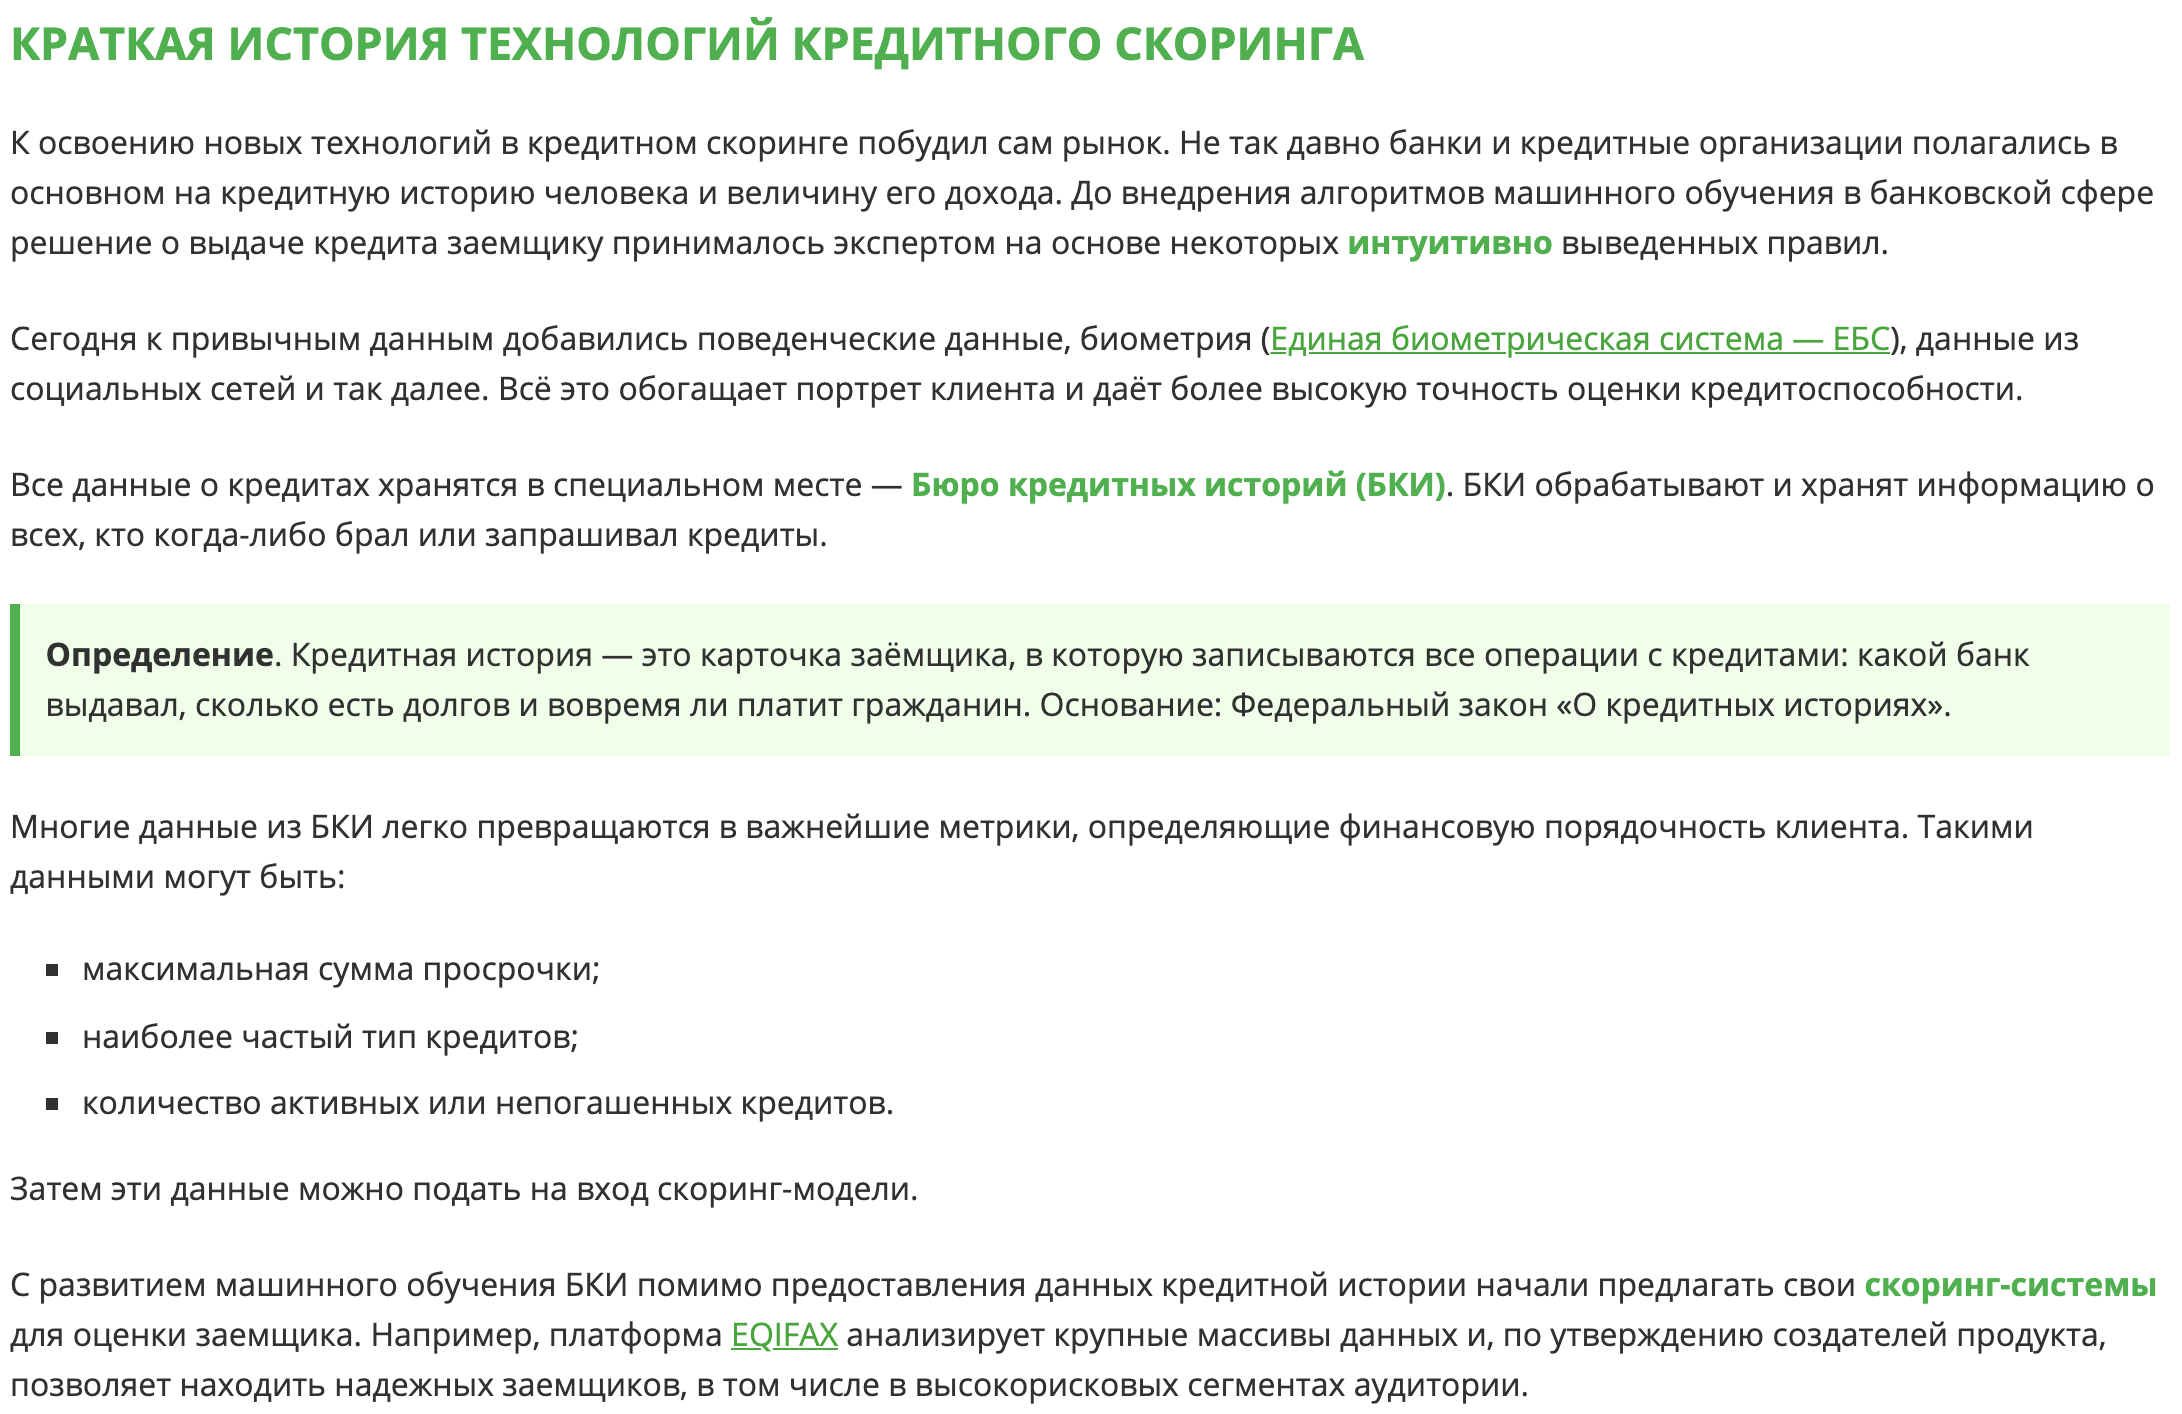 КРАТКАЯ ИСТОРИЯ ТЕХНОЛОГИЙ КРЕДИТНОГО СКОРИНГА
К освоению новых технологий в кредитном скоринге побудил сам рынок. Не так давно банки и кредитные организации полагались в
основном на кредитную историю человека и величину его дохода. До внедрения алгоритмов машинного обучения в банковской сфере
решение о выдаче кредита заемщику принималось экспертом на основе некоторых интуитивно выведенных правил.
Сегодня к привычным данным добавились поведенческие данные, биометрия (Единая биометрическая система — ЕБС), данные из
социальных сетей и так далее. Всё это обогащает портрет клиента и даёт более высокую точность оценки кредитоспособности.
Все данные о кредитах хранятся в специальном месте — Бюро кредитных историй (БКИ). БКИ обрабатывают и хранят информацию о
всех, кто когда-либо брал или запрашивал кредиты.
Определение. Кредитная история — это карточка заёмщика, в которую записываются все операции с кредитами: какой банк
выдавал, сколько есть долгов и вовремя ли платит гражданин. Основание: Федеральный закон «О кредитных историях».
Многие данные из БКИ легко превращаются в важнейшие метрики, определяющие финансовую порядочность клиента. Такими
данными могут быть:
▪ максимальная сумма просрочки;
▪ наиболее частый тип кредитов;
▪ количество активных или непогашенных кредитов.
Затем эти данные можно подать на вход скоринг-модели.
С развитием машинного обучения БКИ помимо предоставления данных кредитной истории начали предлагать свои скоринг-системы
для оценки заемщика. Например, платформа EQIFAX анализирует крупные массивы данных и, по утверждению создателей продукта,
позволяет находить надежных заемщиков, в том числе в высокорисковых сегментах аудитории.